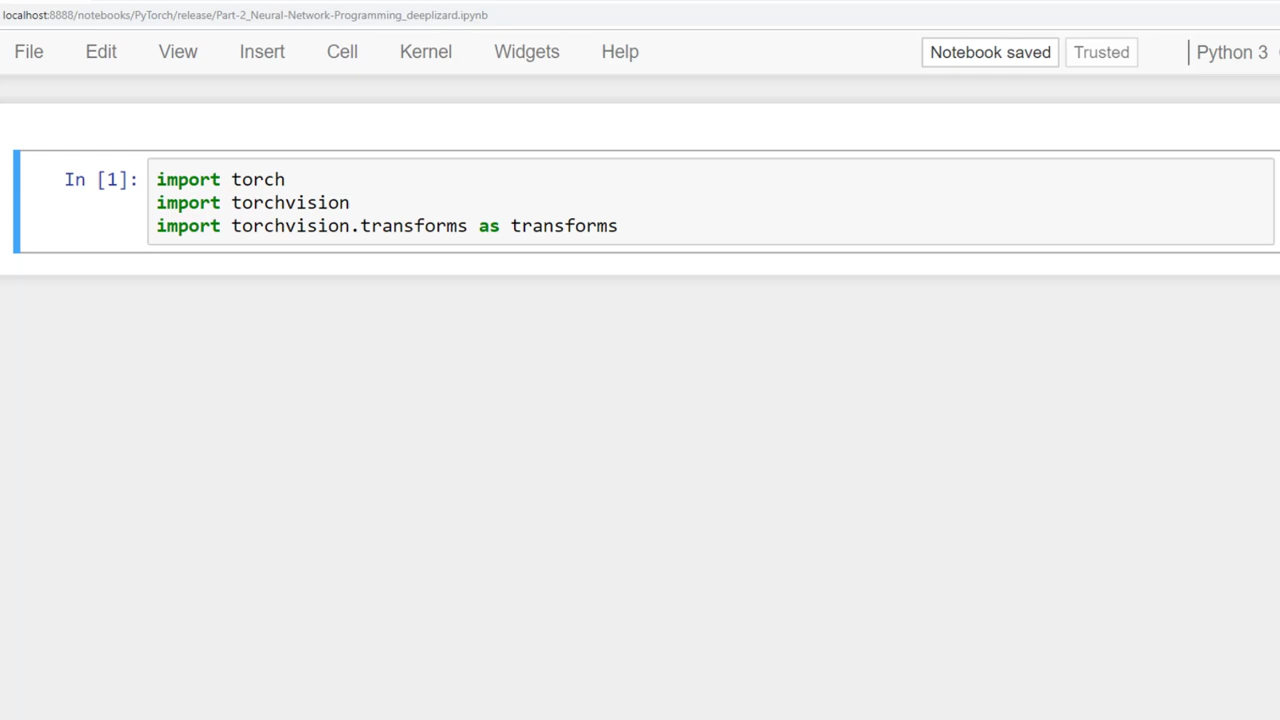 localhost:8888/notebooks/PyTorch/release/Part-2_Neural-Network-Programming_deeplizard.ipynb
File Edit View Insert Cell Kernel Widgets Help Notebook saved Trusted Python 3
In [1]: import torch
import torchvision
import torchvision.transforms as transforms